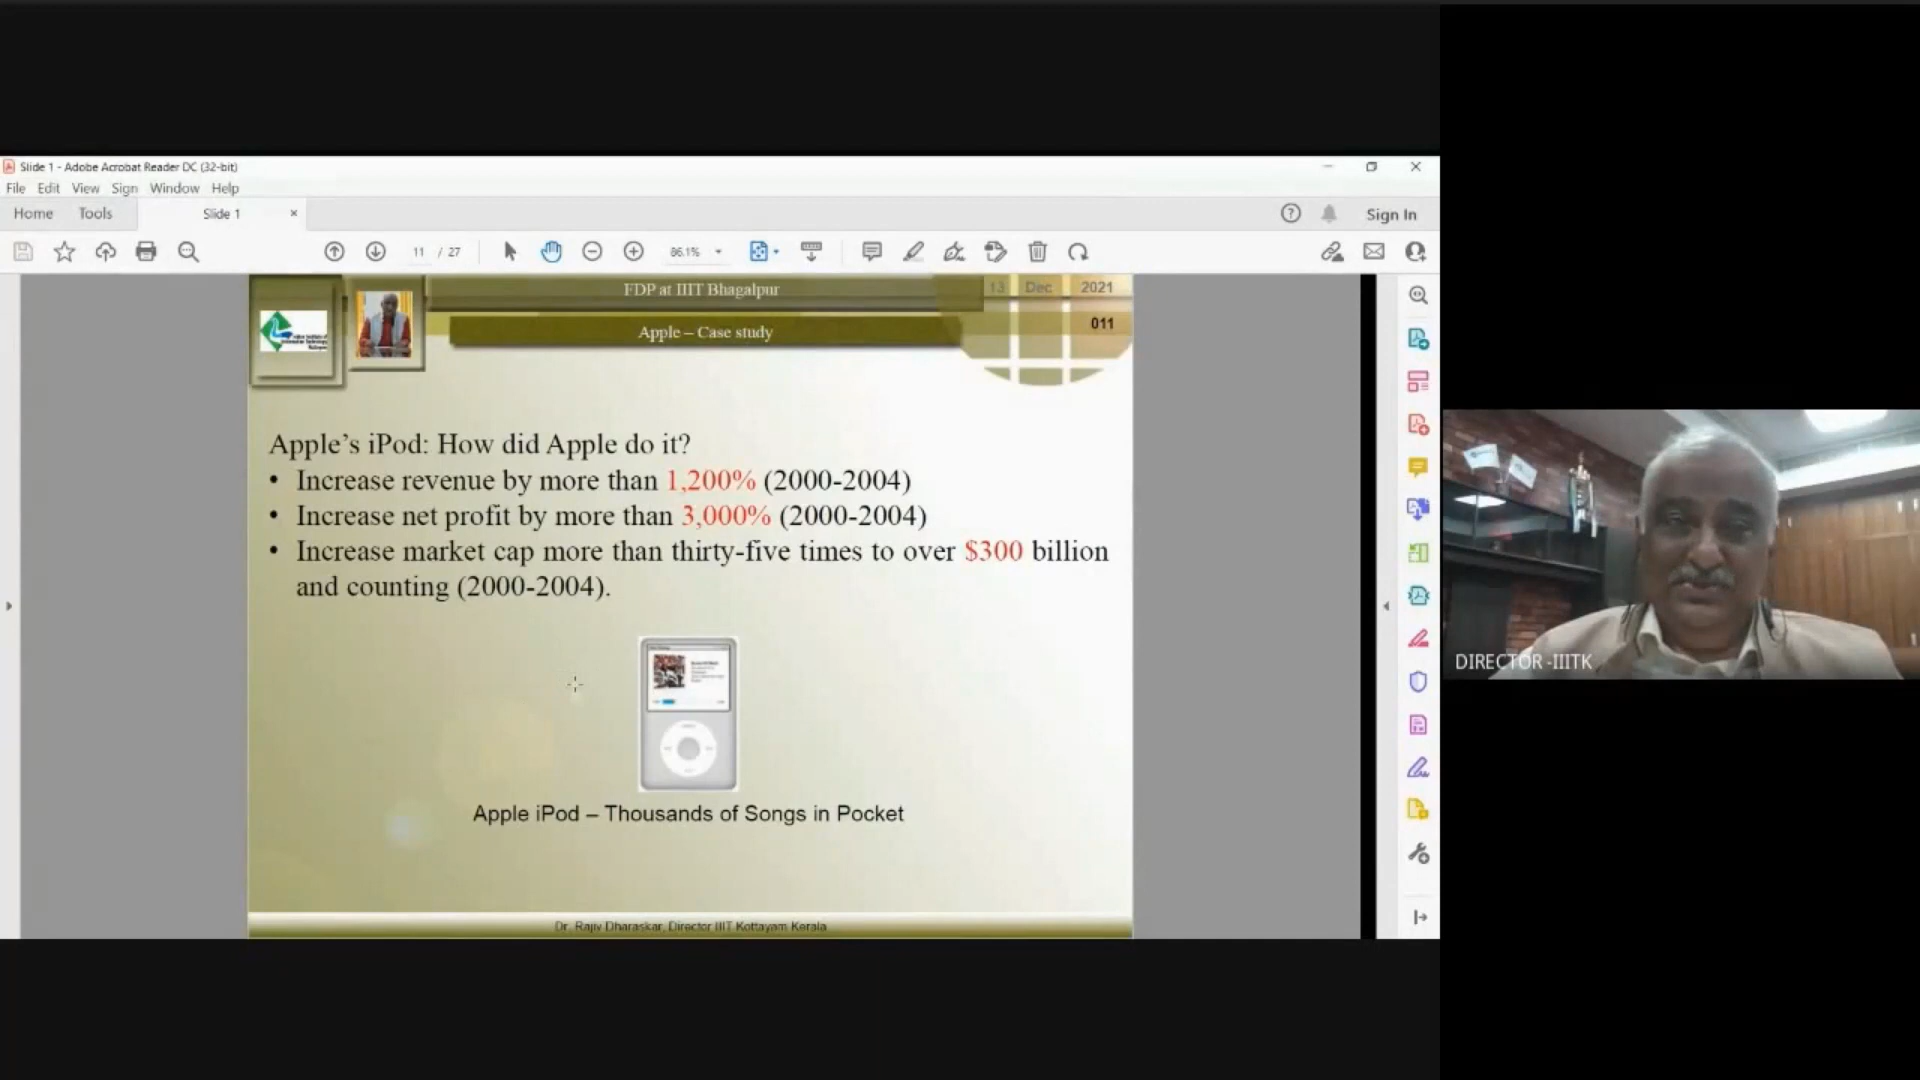 Slide 1 - Adobe Acrobat Reader DC (32-bit)
File Edit View Sign Window Help
Home Tools Slide 1
Sign In
11 / 27
86.1%
FDP at IIIT Bhagalpur
13 Dec 2021
Apple – Case study
011
Apple’s iPod: How did Apple do it?
• Increase revenue by more than 1,200% (2000-2004)
• Increase net profit by more than 3,000% (2000-2004)
• Increase market cap more than thirty-five times to over $300 billion
and counting (2000-2004).
Apple iPod – Thousands of Songs in Pocket
Dr. Rajiv Dharaskar, Director IIIT Kottayam Kerala
DIRECTOR -IIITK